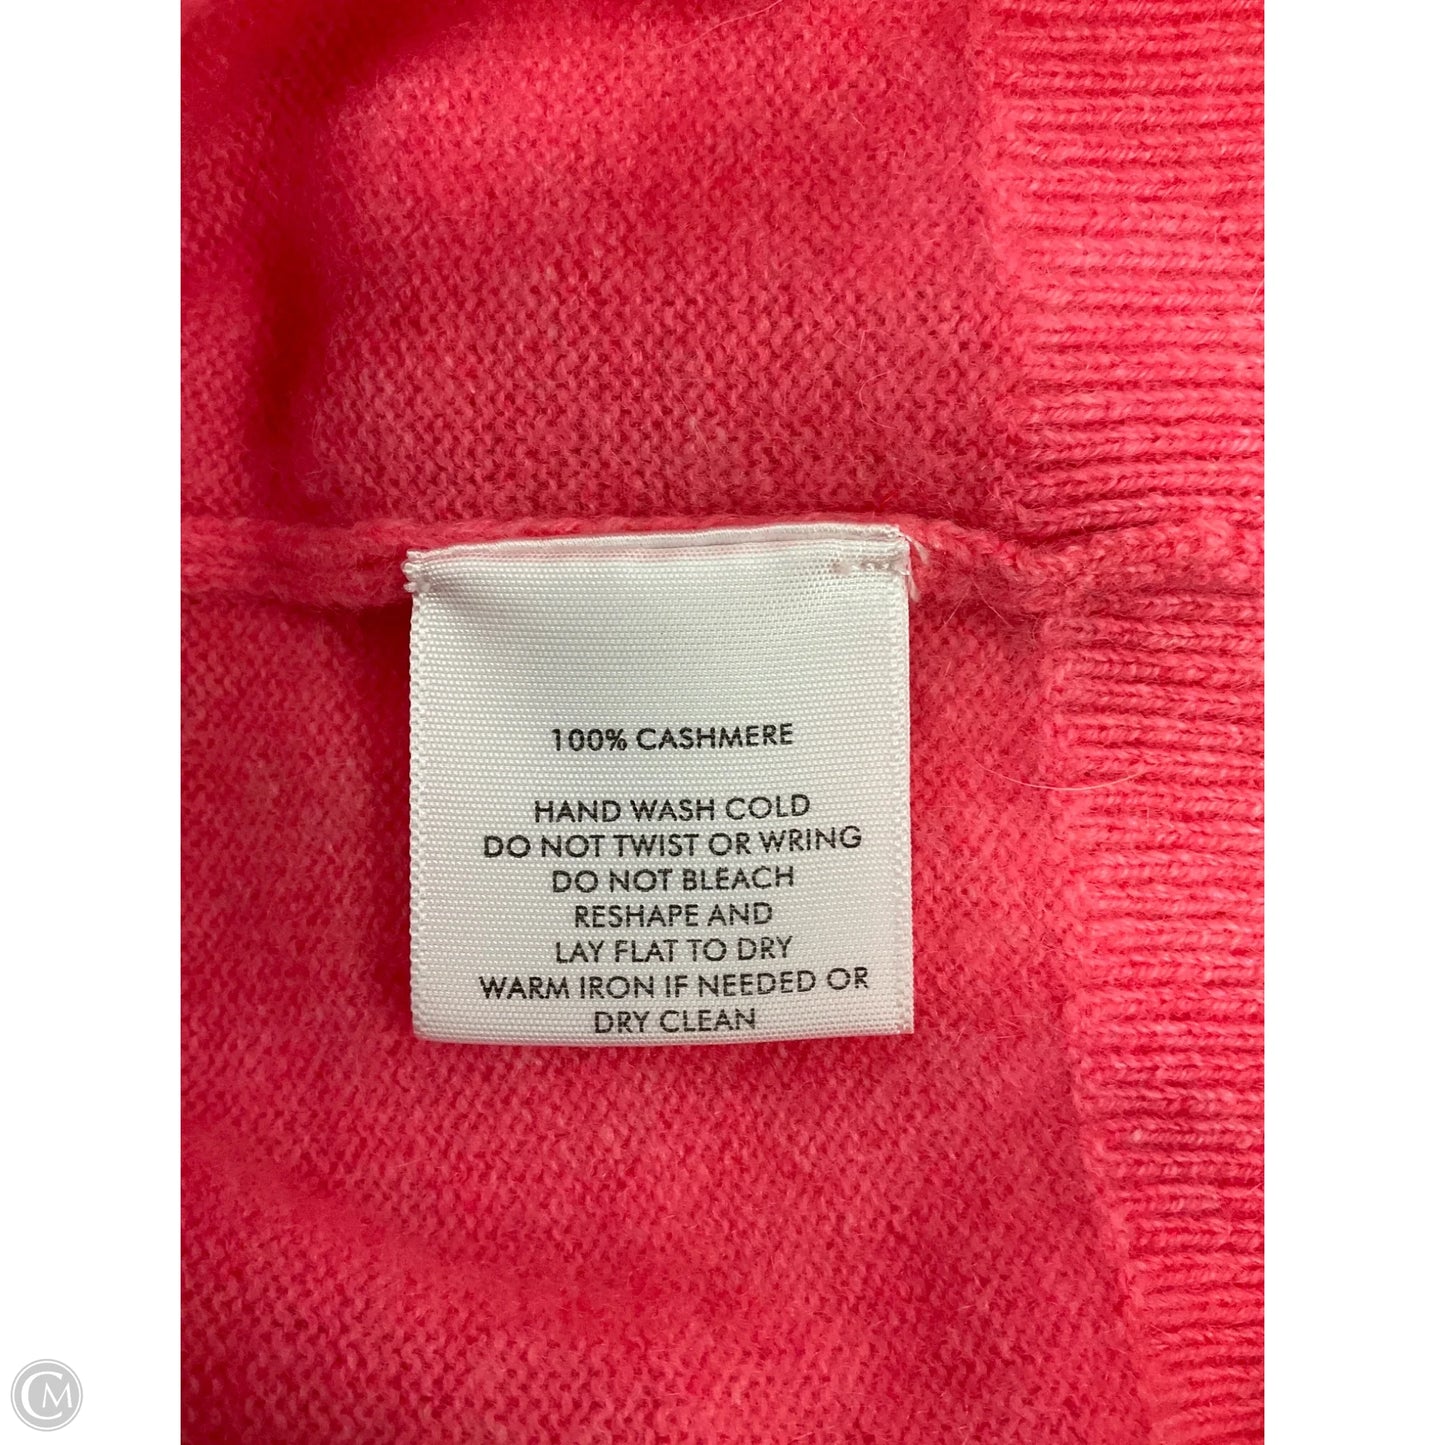 100% CASHMERE
HAND WASH COLD
DO NOT TWIST OR WRING
DO NOT BLEACH
RESHAPE AND
LAY FLAT TO DRY
WARM IRON IF NEEDED OR
DRY CLEAN
CM